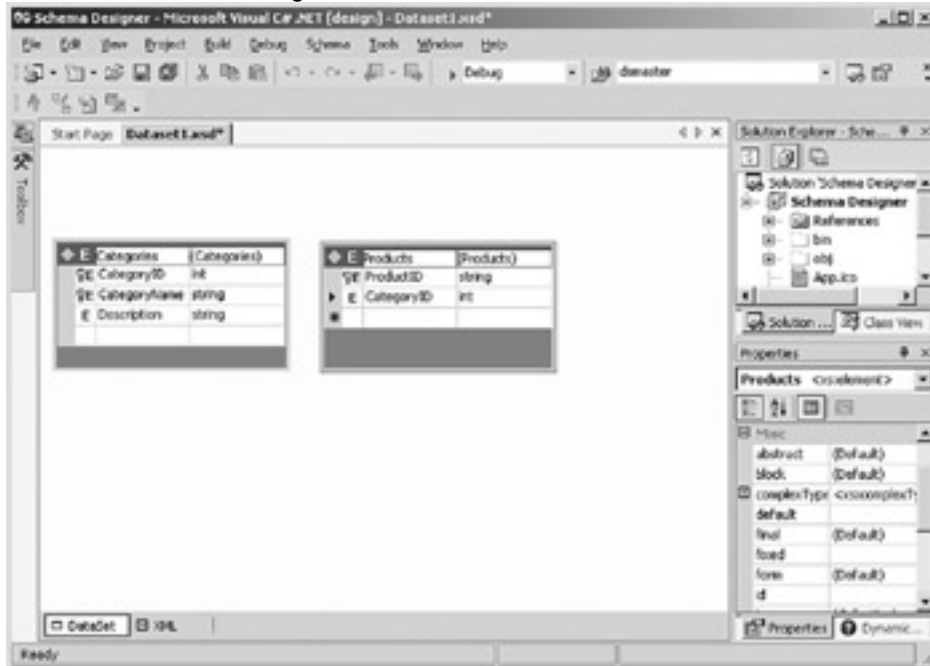 Schema Designer - Microsoft Visual C# .NET [design] - Dataset1.xsd*
File Edit View Project Build Debug Schema Tools Window Help
Debug dsmaster
Start Page Dataset1.xsd*
Toolbox
E Categories (Categories)
E CategoryID int
E CategoryName string
E Description string
E Products (Products)
E ProductID string
E CategoryID int
Solution Explorer - Sche...
Solution 'Schema Designer
Schema Designer
References
bin
obj
App.ico
Solution ... Class View
Properties
Products <xs:element>
Misc
abstract (Default)
block (Default)
complexType <xs:complexTy
default
final (Default)
fixed
form (Default)
id
Properties Dynamic...
DataSet XML
Ready